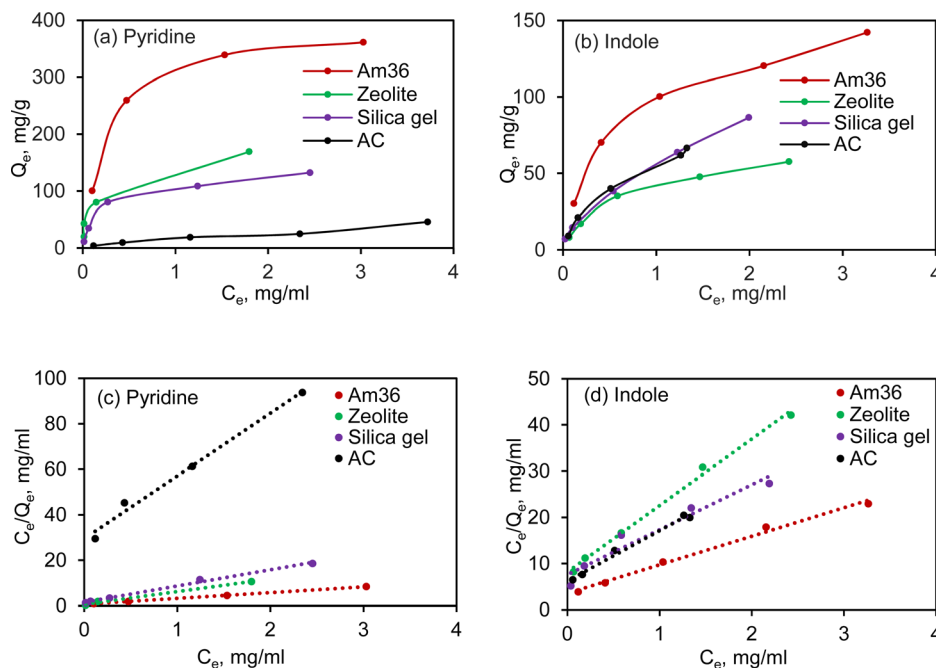 (a) Pyridine
400
300
200
100
0
Qₑ, mg/g
Am36
Zeolite
Silica gel
AC
0 1 2 3 4
Cₑ, mg/ml
(b) Indole
150
100
50
0
Qₑ, mg/g
Am36
Zeolite
Silica gel
AC
0 1 2 3 4
Cₑ, mg/ml
(c) Pyridine
100
80
60
40
20
0
Cₑ/Qₑ, mg/ml
Am36
Zeolite
Silica gel
AC
0 1 2 3 4
Cₑ, mg/ml
(d) Indole
50
40
30
20
10
0
Cₑ/Qₑ, mg/ml
Am36
Zeolite
Silica gel
AC
0 1 2 3 4
Cₑ, mg/ml